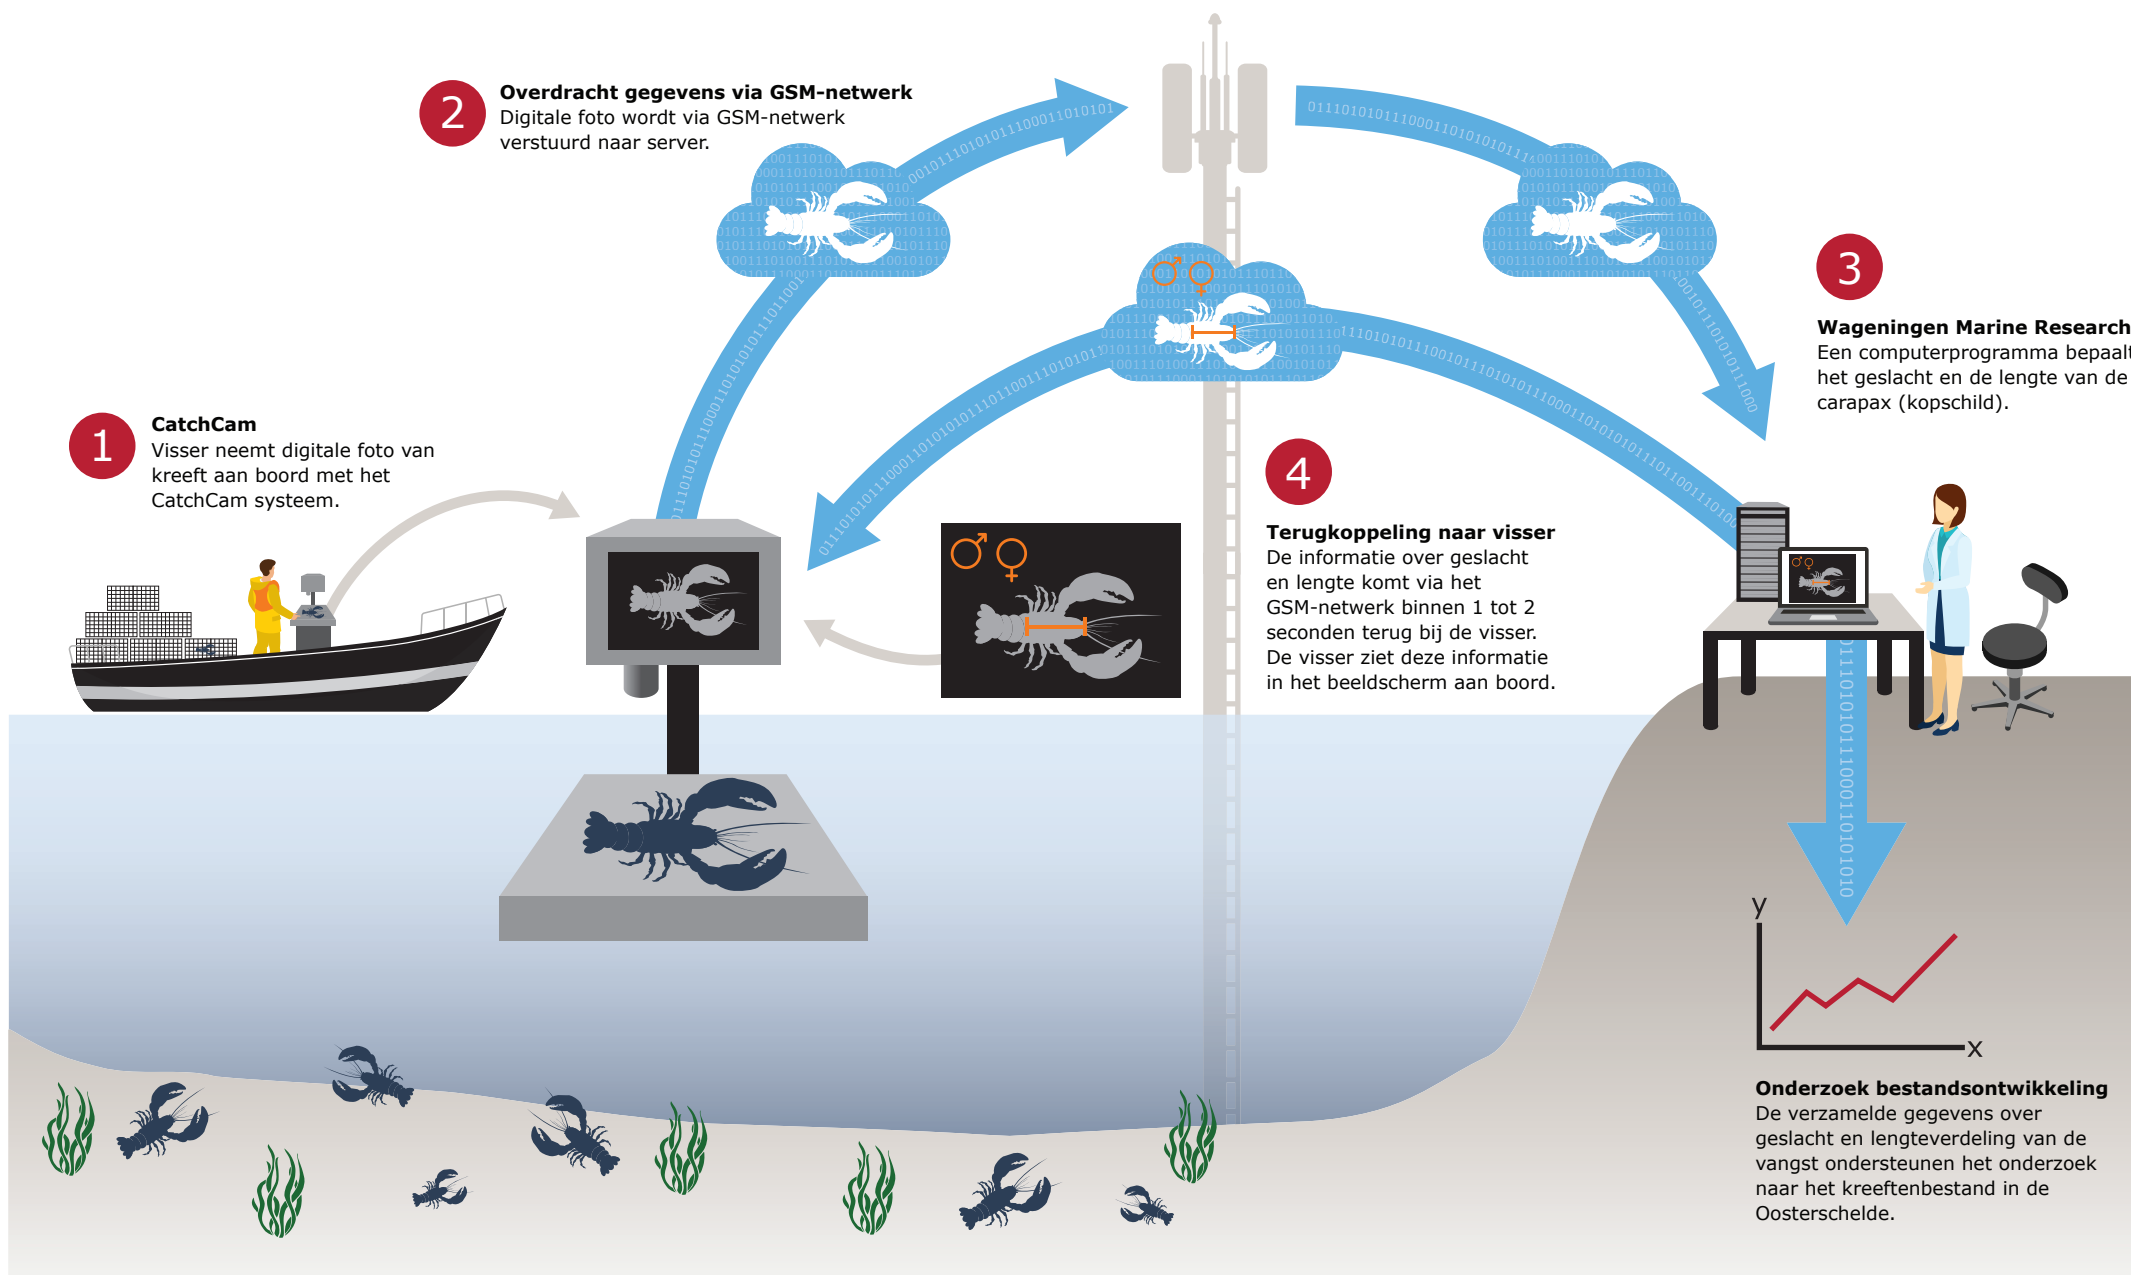 1
CatchCam
Visser neemt digitale foto van
kreeft aan boord met het
CatchCam systeem.
2
Overdracht gegevens via GSM-netwerk
Digitale foto wordt via GSM-netwerk
verstuurd naar server.
3
Wageningen Marine Research
Een computerprogramma bepaalt
het geslacht en de lengte van de
carapax (kopschild).
4
Terugkoppeling naar visser
De informatie over geslacht
en lengte komt via het
GSM-netwerk binnen 1 tot 2
seconden terug bij de visser.
De visser ziet deze informatie
in het beeldscherm aan boord.
y
x
Onderzoek bestandsontwikkeling
De verzamelde gegevens over
geslacht en lengteverdeling van de
vangst ondersteunen het onderzoek
naar het kreeftenbestand in de
Oosterschelde.